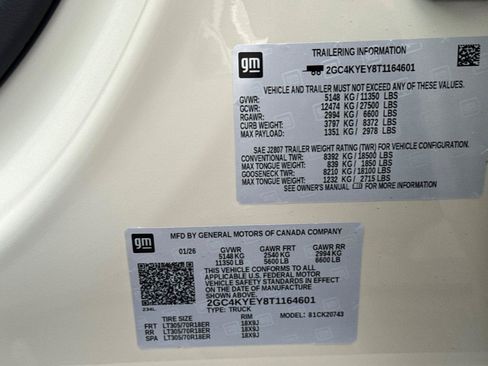 gm
TRAILERING INFORMATION
2GC4KYEY8T1164601
VEHICLE AND TRAILER MUST NOT EXCEED ANY OF THESE VALUES:
GVWR: 5148 KG/11350 LBS
GCWR: 12474 KG/27500 LBS
RGAWR: 2994 KG/ 6600 LBS
CURB WEIGHT: 3797 KG/ 8372 LBS
MAX PAYLOAD: 1351 KG/ 2978 LBS
SAE J2807 TRAILER WEIGHT RATING (TWR) FOR VEHICLE CONFIGURATION.
CONVENTIONAL TWR: 8392 KG/18500 LBS
MAX TONGUE WEIGHT: 839 KG/ 1850 LBS
GOOSENECK TWR: 8210 KG/18100 LBS
MAX TONGUE WEIGHT: 1232 KG/ 2715 LBS
SEE OWNER'S MANUAL FOR MORE INFORMATION
gm
MFD BY GENERAL MOTORS OF CANADA COMPANY
01/26 GVWR GAWR FRT GAWR RR
5148 KG 2540 KG 2994 KG
11350 LB 5600 LB 6600 LB
THIS VEHICLE CONFORMS TO ALL
APPLICABLE U.S. FEDERAL MOTOR
VEHICLE SAFETY STANDARDS IN
EFFECT ON THE DATE OF MANUFACTURE
SHOWN ABOVE.
2GC4KYEY8T1164601
234L TYPE: TRUCK MODEL: 81CK20743
TIRE SIZE RIM
FRT LT305/70R18ER 18X9J
RR LT305/70R18ER 18X9J
SPA LT305/70R18ER 18X9J